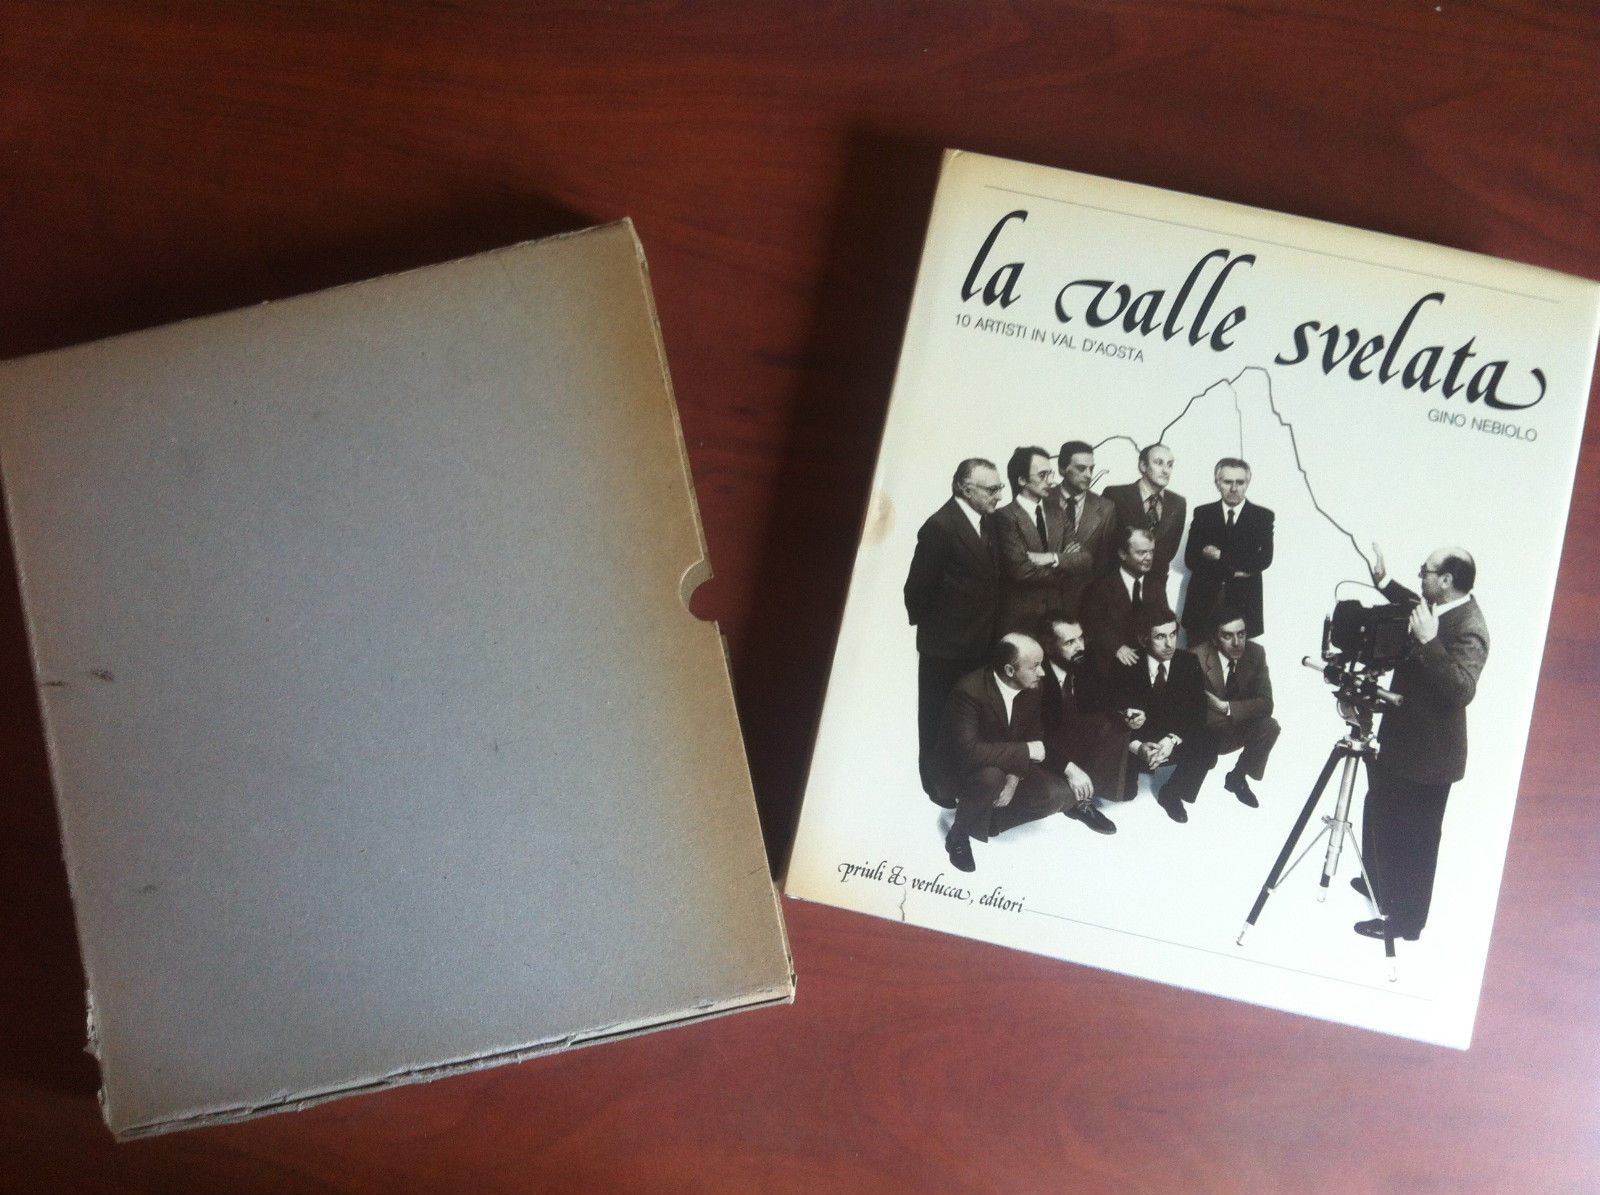 la valle svelata
10 ARTISTI IN VAL D'AOSTA
GINO NEBIOLO
priuli & verlucca, editori